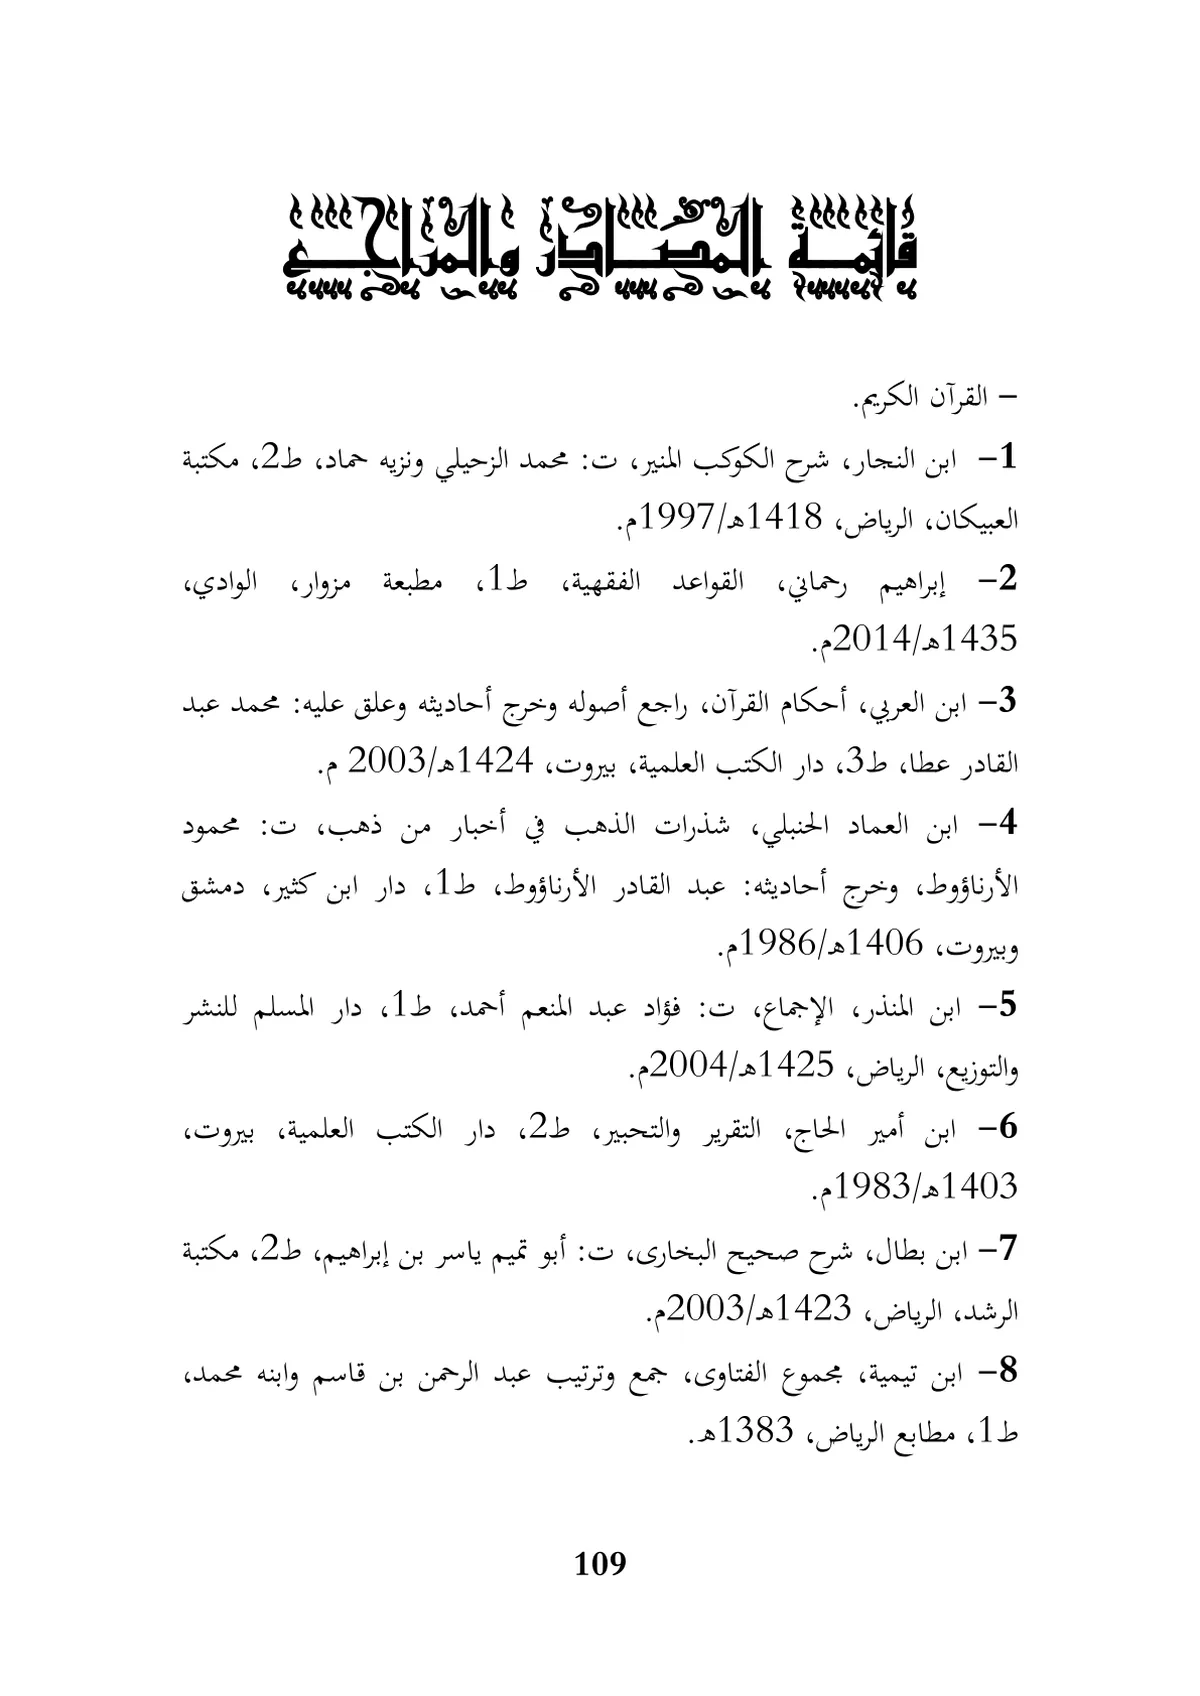 قائمة المصادر والمراجع
- القرآن الكريم.
1- ابن النجار، شرح الكوكب المنير، ت: محمد الزحيلي ونزيه حماد، ط2، مكتبة
العبيكان، الرياض، 1418هـ/1997م.
2- إبراهيم رحماني، القواعد الفقهية، ط1، مطبعة مزوار، الوادي،
1435هـ/2014م.
3- ابن العربي، أحكام القرآن، راجع أصوله وخرج أحاديثه وعلق عليه: محمد عبد
القادر عطا، ط3، دار الكتب العلمية، بيروت، 1424هـ/2003 م.
4- ابن العماد الحنبلي، شذرات الذهب في أخبار من ذهب، ت: محمود
الأرناؤوط، وخرج أحاديثه: عبد القادر الأرناؤوط، ط1، دار ابن كثير، دمشق
وبيروت، 1406هـ/1986م.
5- ابن المنذر، الإجماع، ت: فؤاد عبد المنعم أحمد، ط1، دار المسلم للنشر
والتوزيع، الرياض، 1425هـ/2004م.
6- ابن أمير الحاج، التقرير والتحبير، ط2، دار الكتب العلمية، بيروت،
1403هـ/1983م.
7- ابن بطال، شرح صحيح البخارى، ت: أبو تميم ياسر بن إبراهيم، ط2، مكتبة
الرشد، الرياض، 1423هـ/2003م.
8- ابن تيمية، مجموع الفتاوى، جمع وترتيب عبد الرحمن بن قاسم وابنه محمد،
ط1، مطابع الرياض، 1383هـ.
109